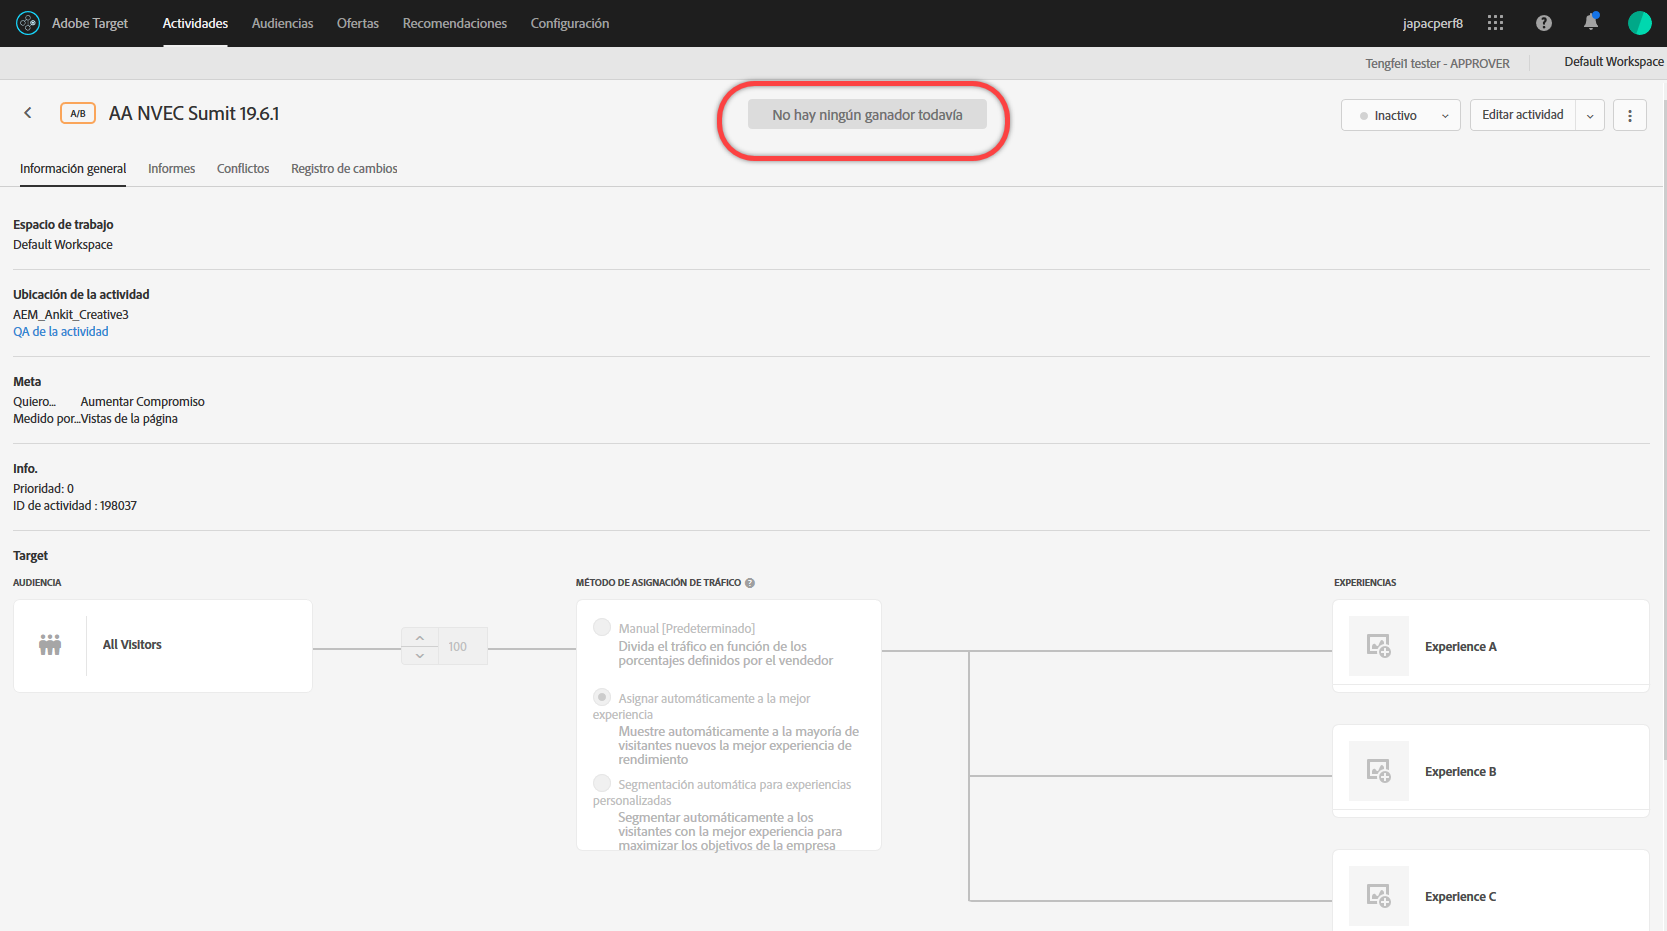 Adobe Target Actividades Audiencias Ofertas Recomendaciones Configuración japacperf8
Tengfei1 tester - APPROVER Default Workspace
A/B AA NVEC Sumit 19.6.1 No hay ningún ganador todavía Inactivo Editar actividad
Información general Informes Conflictos Registro de cambios
Espacio de trabajo
Default Workspace
Ubicación de la actividad
AEM_Ankit_Creative3
QA de la actividad
Meta
Quiero... Aumentar Compromiso
Medido por...Vistas de la página
Info.
Prioridad: 0
ID de actividad : 198037
Target
AUDIENCIA
All Visitors
100
MÉTODO DE ASIGNACIÓN DE TRÁFICO ?
Manual [Predeterminado]
Divida el tráfico en función de los
porcentajes definidos por el vendedor
Asignar automáticamente a la mejor
experiencia
Muestre automáticamente a la mayoría de
visitantes nuevos la mejor experiencia de
rendimiento
Segmentación automática para experiencias
personalizadas
Segmentar automáticamente a los
visitantes con la mejor experiencia para
maximizar los objetivos de la empresa
EXPERIENCIAS
Experience A
Experience B
Experience C